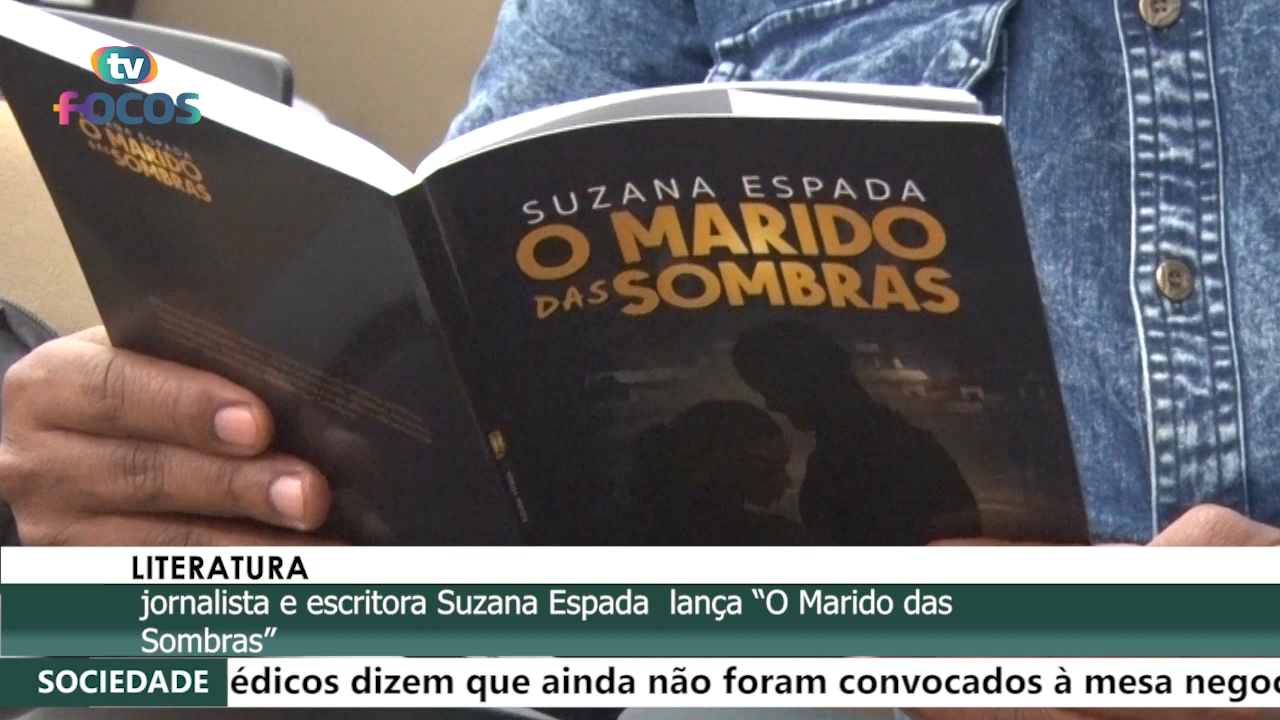 tv
FOCOS
O MARIDO
DAS SOMBRAS
SUZANA ESPADA
O MARIDO
DAS SOMBRAS
LITERATURA
jornalista e escritora Suzana Espada lança “O Marido das
Sombras”
SOCIEDADE édicos dizem que ainda não foram convocados à mesa negoc